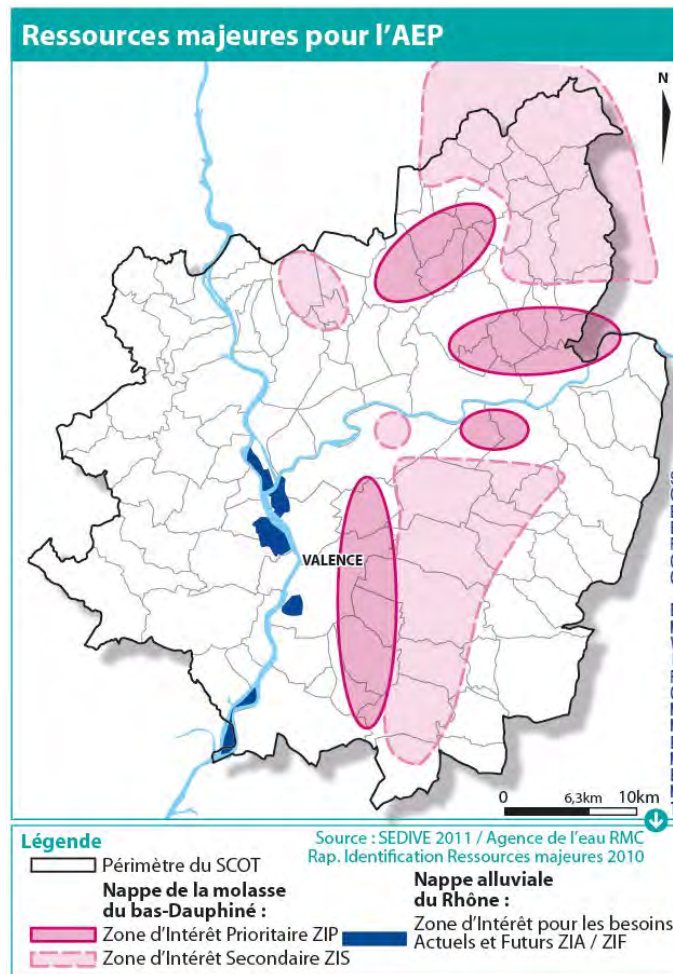 Ressources majeures pour l'AEP
N
VALENCE
0 6,3km 10km
Légende
Source : SEDIVE 2011 / Agence de l'eau RMC
Rap. Identification Ressources majeures 2010
Périmètre du SCOT
Nappe de la molasse
du bas-Dauphiné :
Zone d'Intérêt Prioritaire ZIP
Zone d'Intérêt Secondaire ZIS
Nappe alluviale
du Rhône :
Zone d'Intérêt pour les besoins
Actuels et Futurs ZIA / ZIF